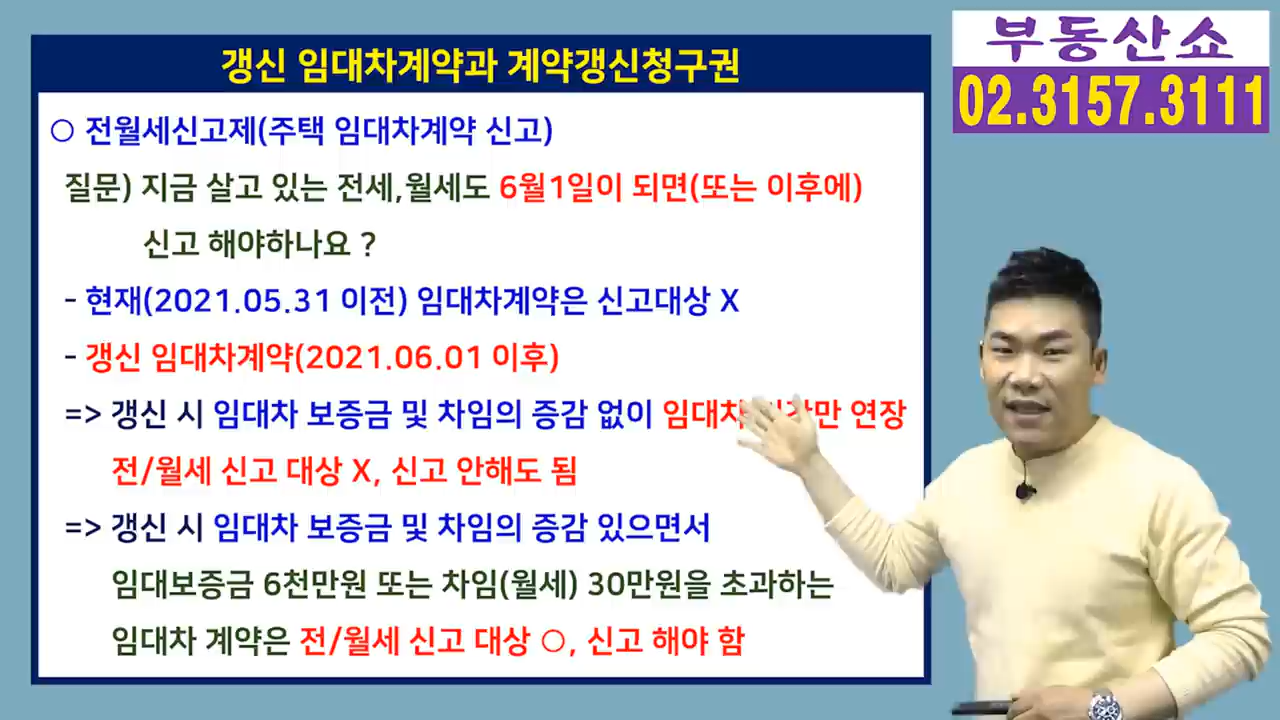 갱신 임대차계약과 계약갱신청구권
부동산쇼
02.3157.3111
○ 전월세신고제(주택 임대차계약 신고)
질문) 지금 살고 있는 전세,월세도 6월1일이 되면(또는 이후에)
신고 해야하나요 ?
- 현재(2021.05.31 이전) 임대차계약은 신고대상 X
- 갱신 임대차계약(2021.06.01 이후)
=> 갱신 시 임대차 보증금 및 차임의 증감 없이 연장
전/월세 신고 대상 X, 신고 안해도 됨
=> 갱신 시 임대차 보증금 및 차임의 증감 있으면서
임대보증금 6천만원 또는 차임(월세) 30만원을 초과하는
임대차 계약은 전/월세 신고 대상 ○, 신고 해야 함